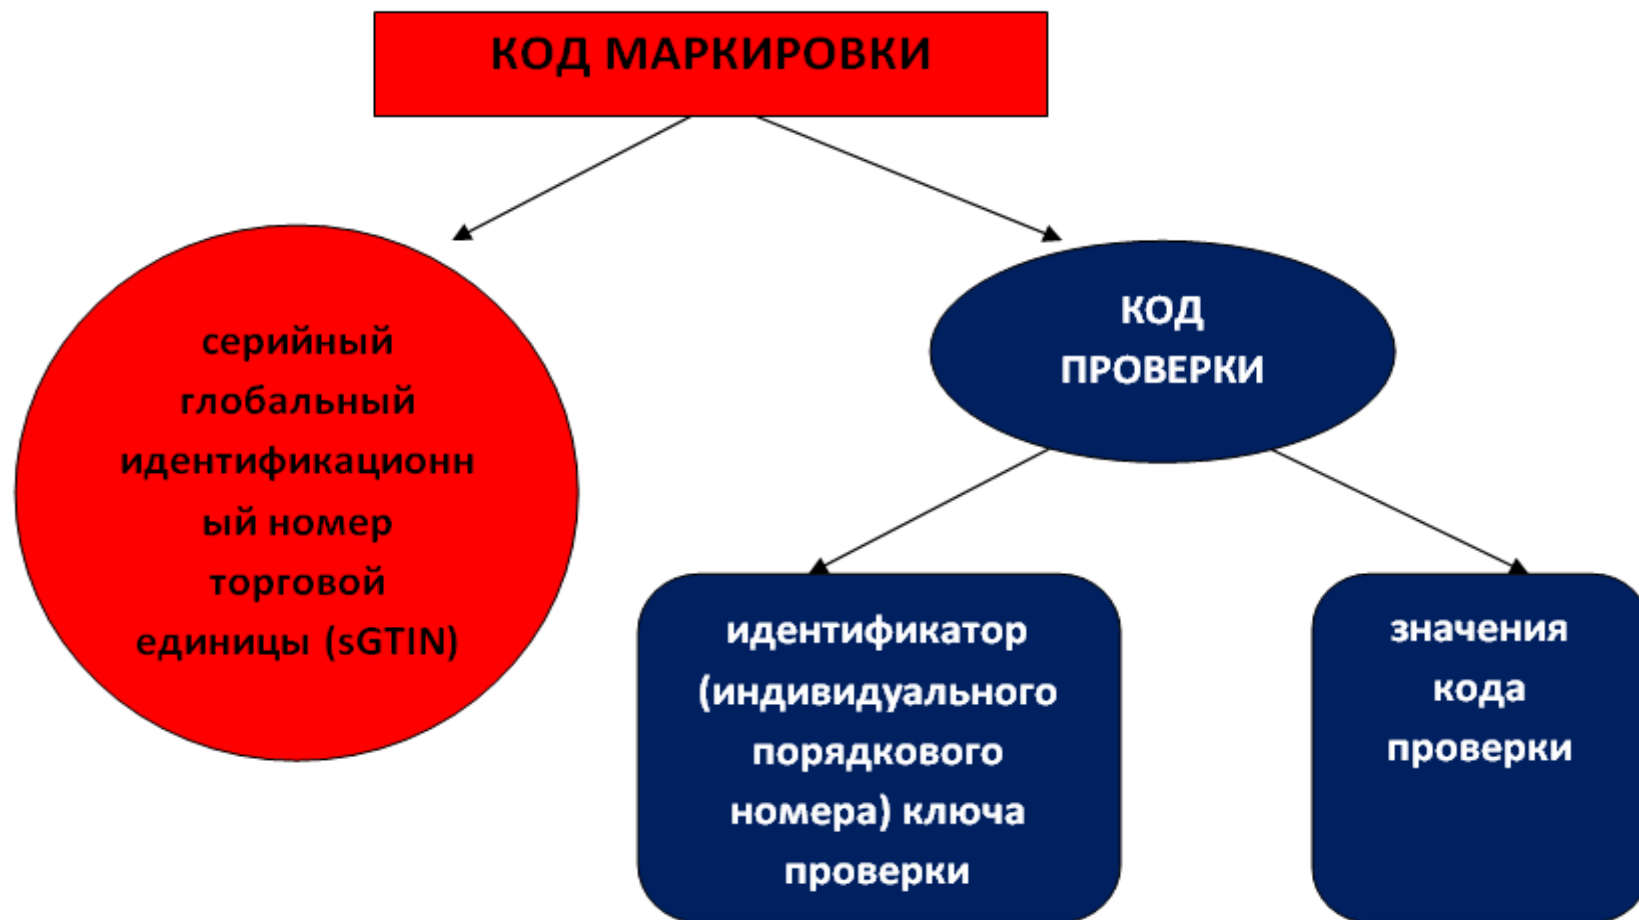 КОД МАРКИРОВКИ
серийный
глобальный
идентификационн
ый номер
торговой
единицы (sGTIN)
КОД
ПРОВЕРКИ
идентификатор
(индивидуального
порядкового
номера) ключа
проверки
значения
кода
проверки